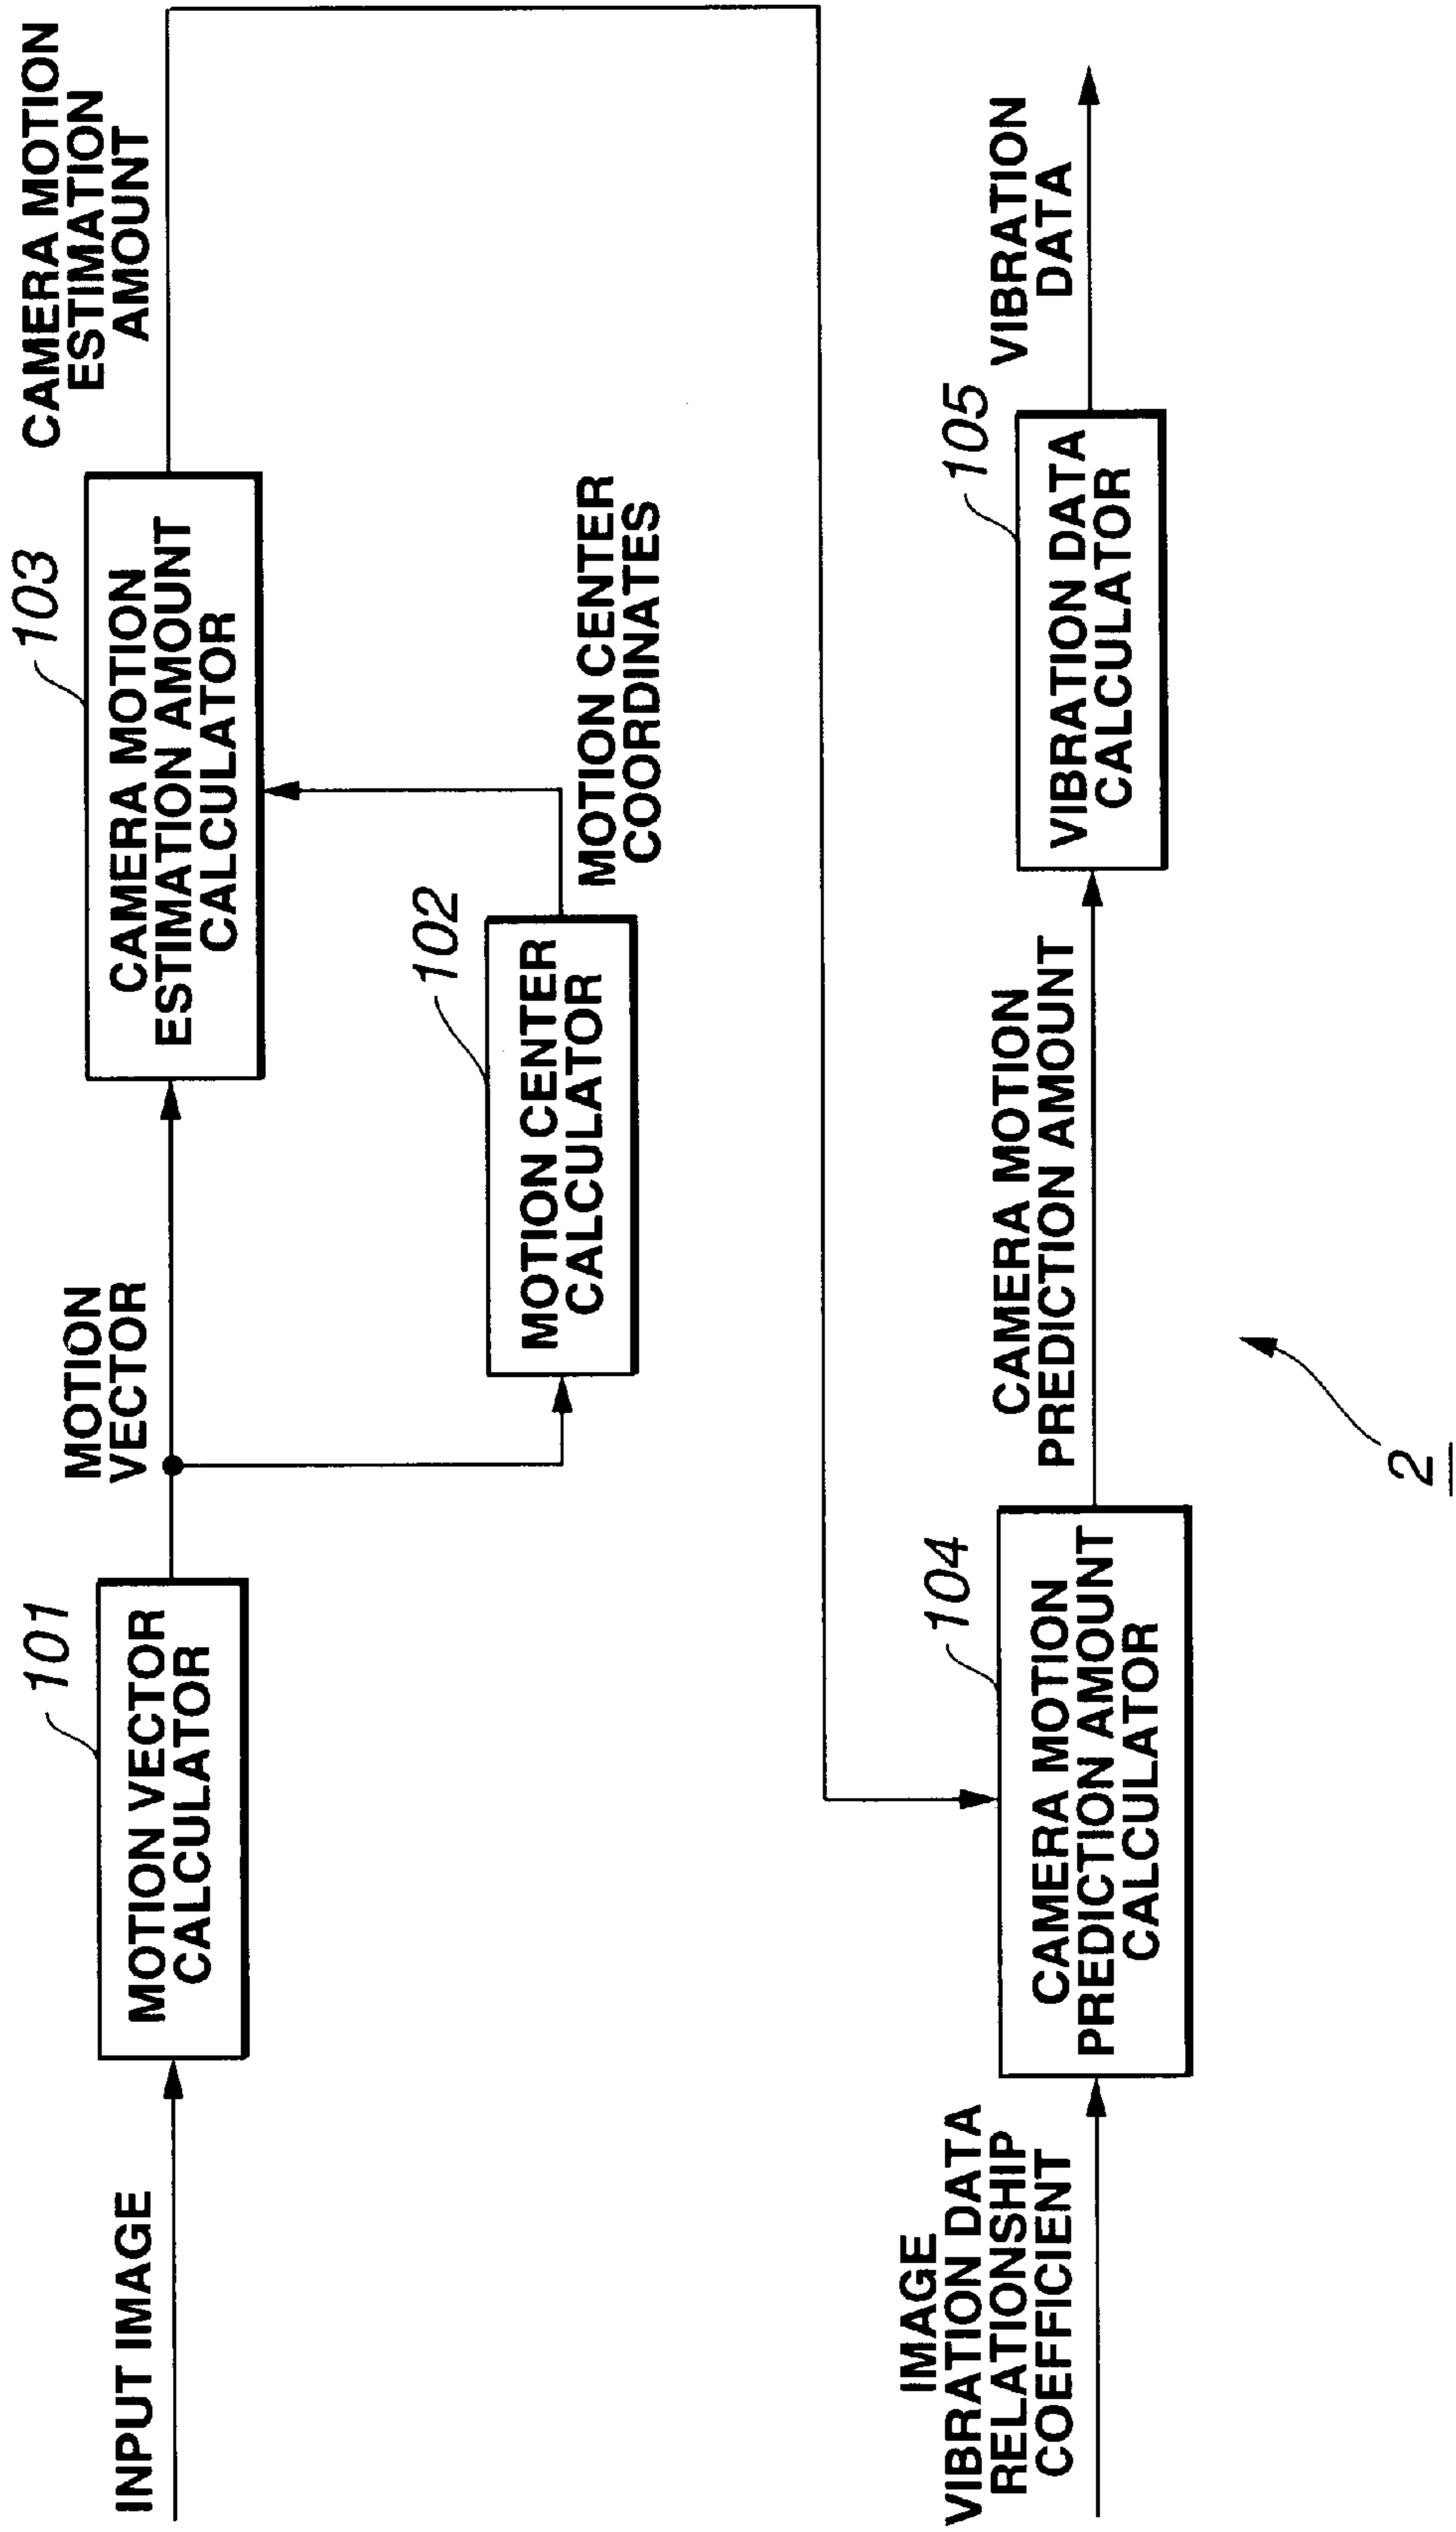 INPUT IMAGE
101
MOTION VECTOR
CALCULATOR
MOTION
VECTOR
103
CAMERA MOTION
ESTIMATION AMOUNT
CALCULATOR
CAMERA MOTION
ESTIMATION
AMOUNT
102
MOTION CENTER
CALCULATOR
MOTION CENTER
COORDINATES
IMAGE
VIBRATION DATA
RELATIONSHIP
COEFFICIENT
104
CAMERA MOTION
PREDICTION AMOUNT
CALCULATOR
CAMERA MOTION
PREDICTION AMOUNT
105
VIBRATION DATA
CALCULATOR
VIBRATION
DATA
2